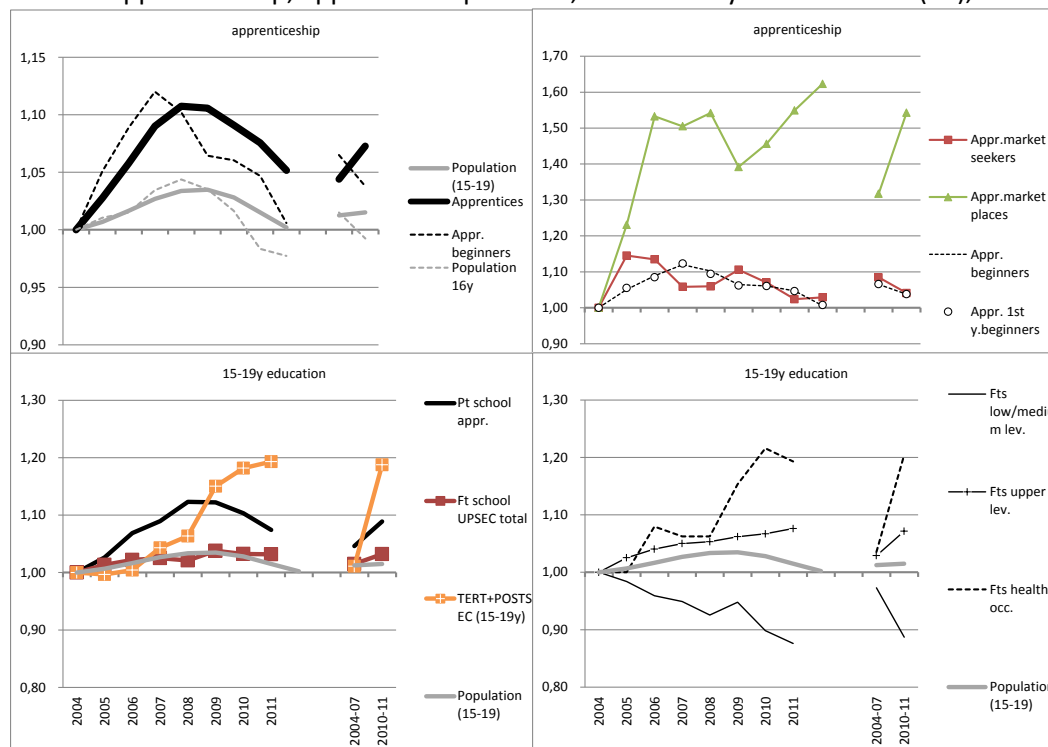 apprenticeship
1,15
1,10
1,05
1,00
0,95
0,90
Population
(15-19)
Apprentices
Appr.
beginners
Population
16y
apprenticeship
1,70
1,60
1,50
1,40
1,30
1,20
1,10
1,00
0,90
Appr.market
seekers
Appr.market
places
Appr.
beginners
Appr. 1st
y.beginners
15-19y education
1,30
1,20
1,10
1,00
0,90
0,80
2004
2005
2006
2007
2008
2009
2010
2011
2004-07
2010-11
Pt school
appr.
Ft school
UPSEC total
TERT+POSTS
EC (15-19y)
Population
(15-19)
15-19y education
1,30
1,20
1,10
1,00
0,90
0,80
2004
2005
2006
2007
2008
2009
2010
2011
2004-07
2010-11
Fts
low/mediu
m lev.
Fts upper
lev.
Fts health
occ.
Population
(15-19)